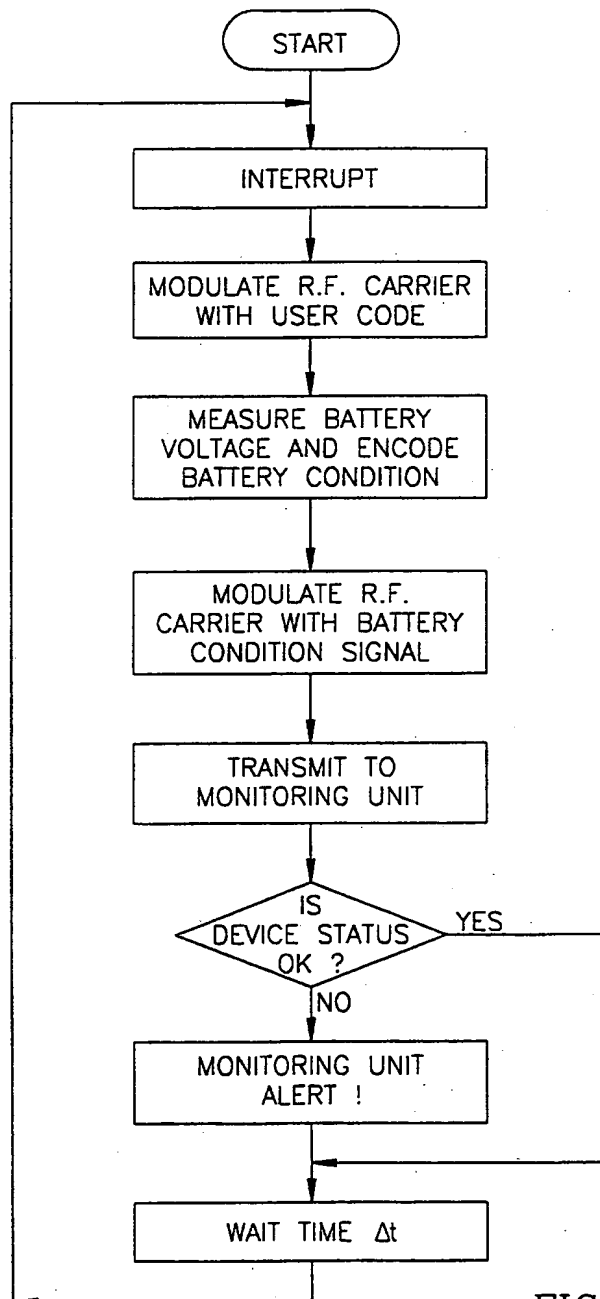 START
INTERRUPT
MODULATE R.F. CARRIER
WITH USER CODE
MEASURE BATTERY
VOLTAGE AND ENCODE
BATTERY CONDITION
MODULATE R.F.
CARRIER WITH BATTERY
CONDITION SIGNAL
TRANSMIT TO
MONITORING UNIT
IS
DEVICE STATUS
OK ?
YES
NO
MONITORING UNIT
ALERT !
WAIT TIME Δt